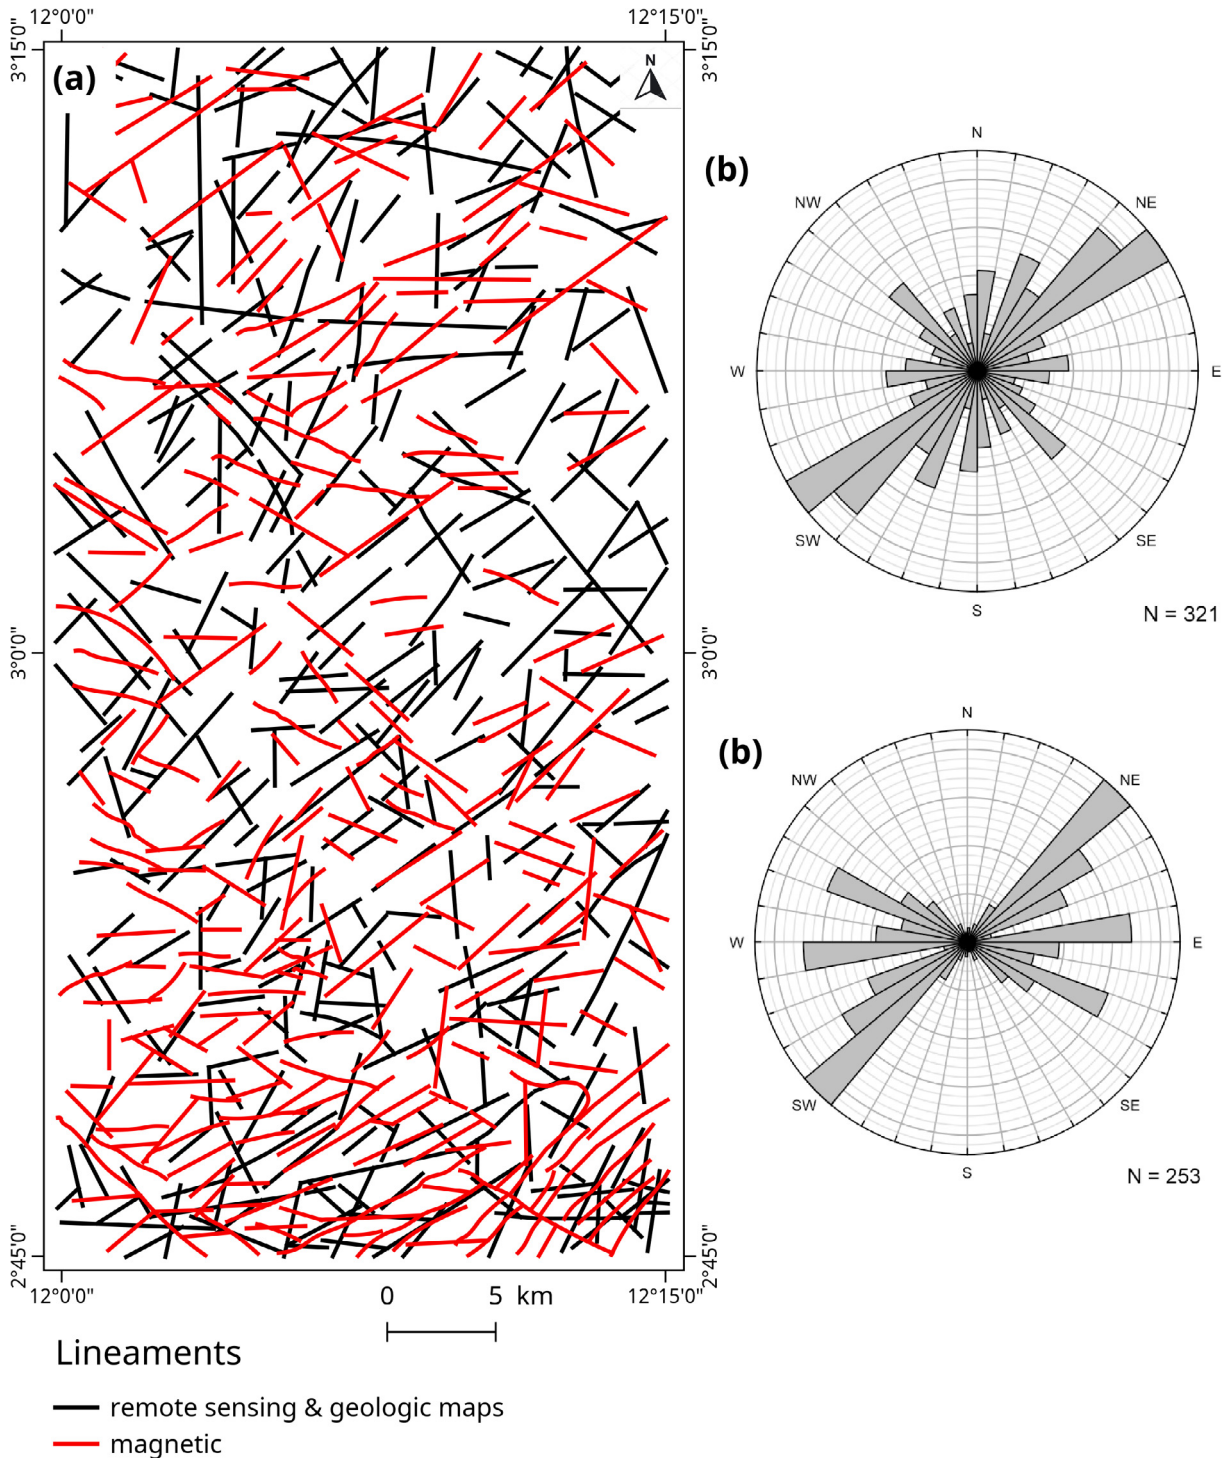 12°0'0"
12°15'0"
3°15'0"
3°15'0"
(a)
N
3°0'0"
3°0'0"
2°45'0"
2°45'0"
12°0'0"
12°15'0"
0 5 km
Lineaments
remote sensing & geologic maps
magnetic
(b)
N
NW
NE
W
E
SW
SE
S
N = 321
(b)
N
NW
NE
W
E
SW
SE
S
N = 253